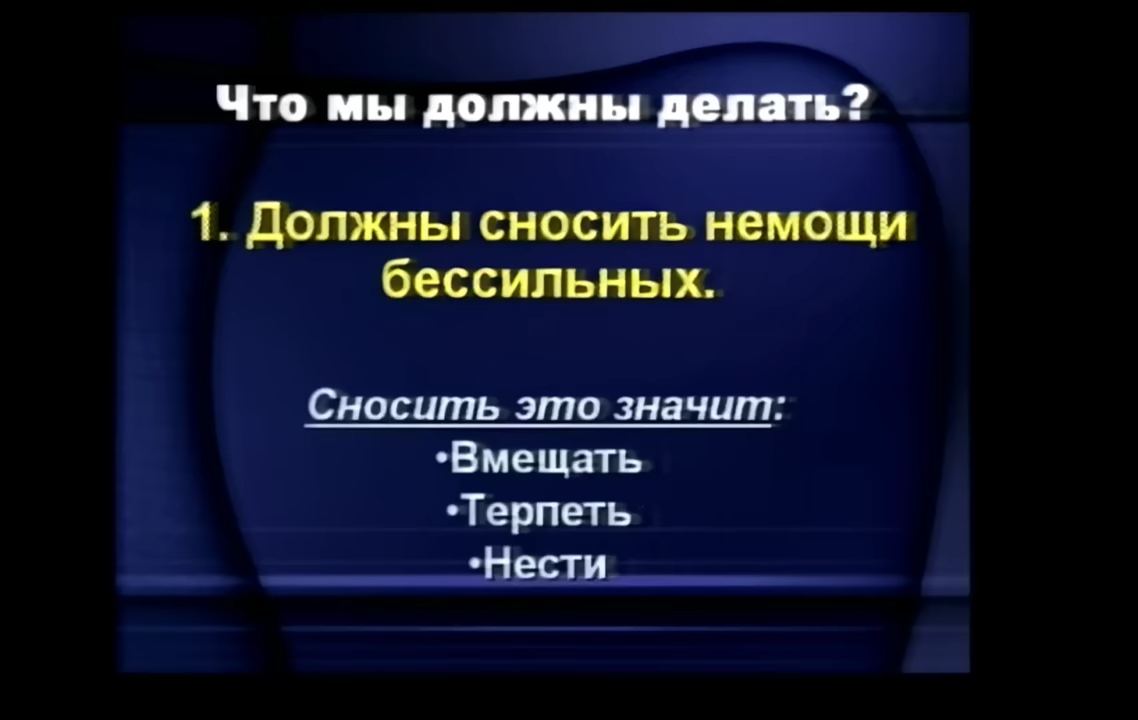 Что мы должны делать?
1. Должны сносить немощи
бессильных.
Сносить это значит:
•Вмещать
•Терпеть
•Нести